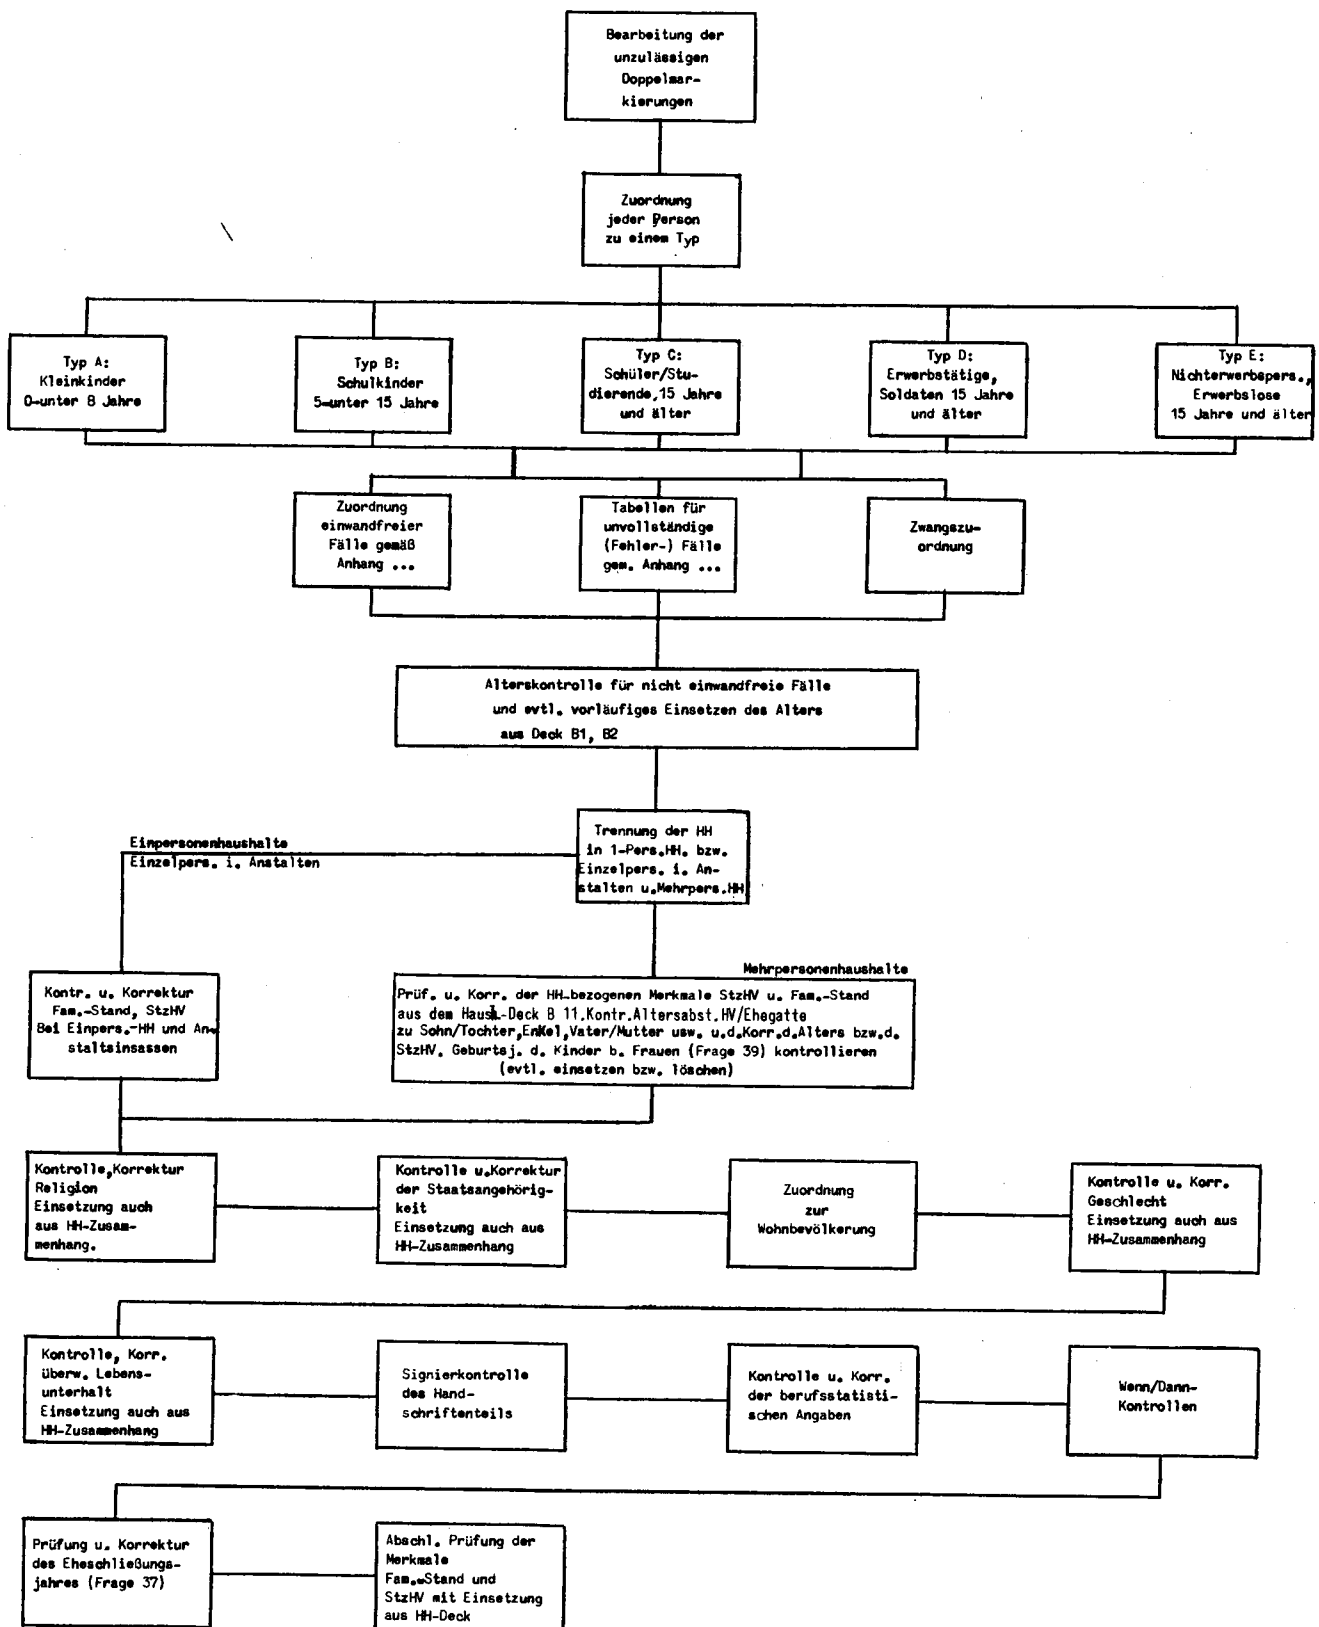 Bearbeitung der
unzulässigen
Doppelmar-
kierungen
Zuordnung
jeder Person
zu einem Typ
Typ A:
Kleinkinder
0-unter 8 Jahre
Typ B:
Schulkinder
5-unter 15 Jahre
Typ C:
Schüler/Stu-
dierende,15 Jahre
und älter
Typ D:
Erwerbstätige,
Soldaten 15 Jahre
und älter
Typ E:
Nichterwerbspers.,
Erwerbslose
15 Jahre und älter
Zuordnung
einwandfreier
Fälle gemäß
Anhang ...
Tabellen für
unvollständige
(Fehler-) Fälle
gem. Anhang ...
Zwangszu-
ordnung
Alterskontrolle für nicht einwandfreie Fälle
und evtl. vorläufiges Einsetzen des Alters
aus Deck B1, B2
Trennung der HH
in 1-Pers.HH. bzw.
Einzelpers. i. An-
stalten u.Mehrpers.HH
Einpersonenhaushalte
Einzelpers. i. Anstalten
Mehrpersonenhaushalte
Kontr. u. Korrektur
Fam.-Stand, StzHV
Bei Einpers.-HH und An-
staltsinsassen
Prüf. u. Korr. der HH-bezogenen Merkmale StzHV u. Fam.-Stand
aus dem Haush.-Deck B 11.Kontr.Altersabst.HV/Ehegatte
zu Sohn/Tochter,Enkel,Vater/Mutter usw. u.d.Korr.d.Alters bzw.d.
StzHV. Geburtsj. d. Kinder b. Frauen (Frage 39) kontrollieren
(evtl. einsetzen bzw. löschen)
Kontrolle,Korrektur
Religion
Einsetzung auch
aus HH-Zusam-
menhang.
Kontrolle u.Korrektur
der Staatsangehörig-
keit
Einsetzung auch aus
HH-Zusammenhang
Zuordnung
zur
Wohnbevölkerung
Kontrolle u. Korr.
Geschlecht
Einsetzung auch aus
HH-Zusammenhang
Kontrolle, Korr.
überw. Lebens-
unterhalt
Einsetzung auch aus
HH-Zusammenhang
Signierkontrolle
des Hand-
schriftenteils
Kontrolle u. Korr.
der berufsstatisti-
schen Angaben
Wenn/Dann-
Kontrollen
Prüfung u. Korrektur
des Eheschließungs-
jahres (Frage 37)
Abschl. Prüfung der
Merkmale
Fam.-Stand und
StzHV mit Einsetzung
aus HH-Deck